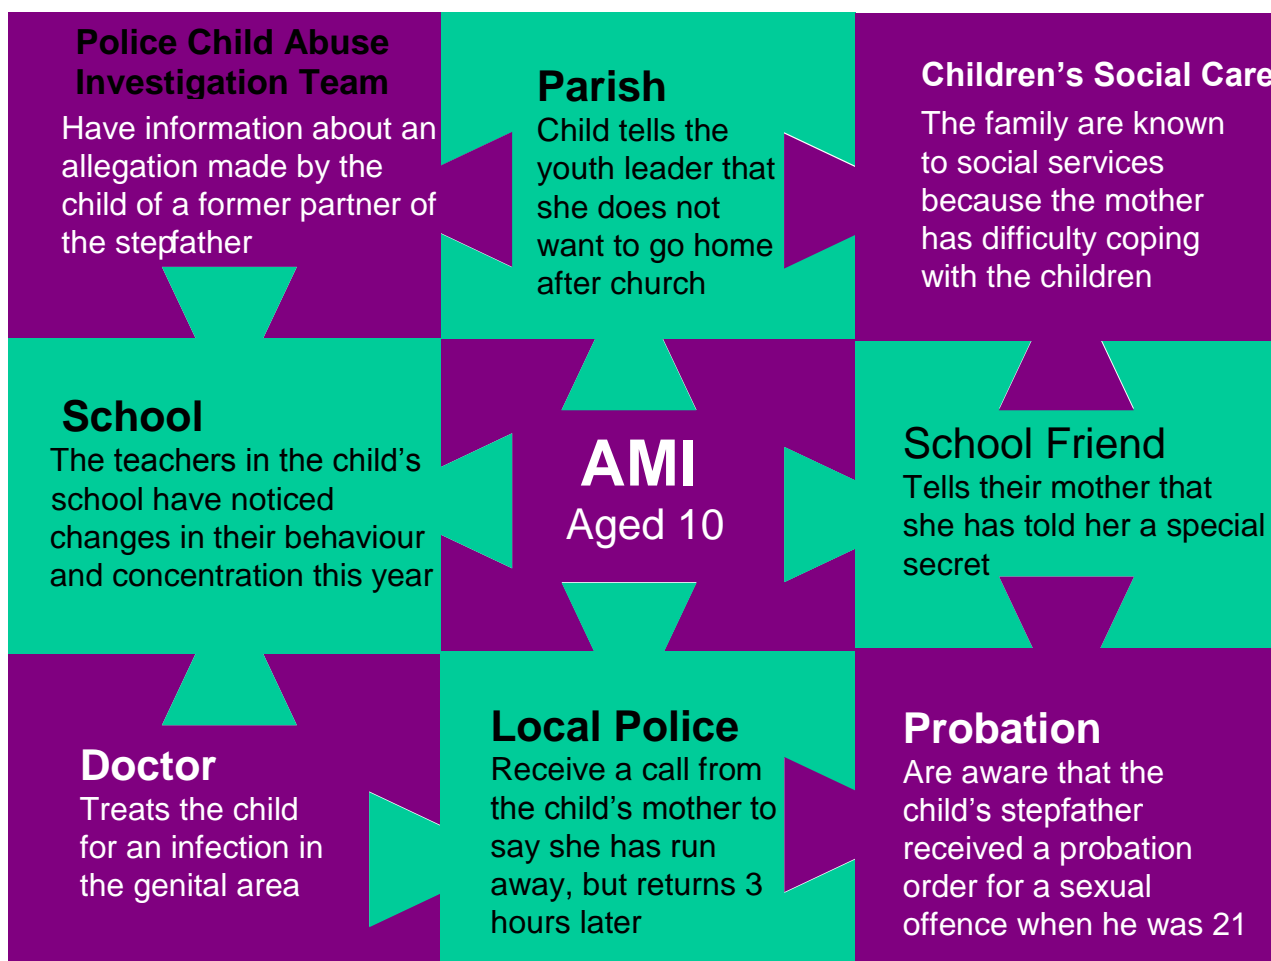 Police Child Abuse
Investigation Team
Have information about an
allegation made by the
child of a former partner of
the stepfather
Parish
Child tells the
youth leader that
she does not
want to go home
after church
Children's Social Care
The family are known
to social services
because the mother
has difficulty coping
with the children
School
The teachers in the child's
school have noticed
changes in their behaviour
and concentration this year
AMI
Aged 10
School Friend
Tells their mother that
she has told her a special
secret
Doctor
Treats the child
for an infection in
the genital area
Local Police
Receive a call from
the child's mother to
say she has run
away, but returns 3
hours later
Probation
Are aware that the
child's stepfather
received a probation
order for a sexual
offence when he was 21